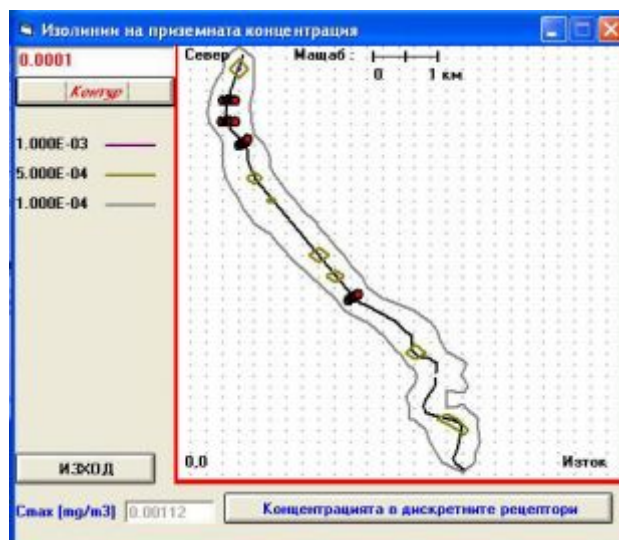 Изолинии на приземната концентрация
0.0001
Контур
1.000E-03
5.000E-04
1.000E-04
Север Мащаб :
0 1 км
0,0 Изток
ИЗХОД
Cmax [mg/m3] 0.00112
Концентрацията в дискретните рецептори